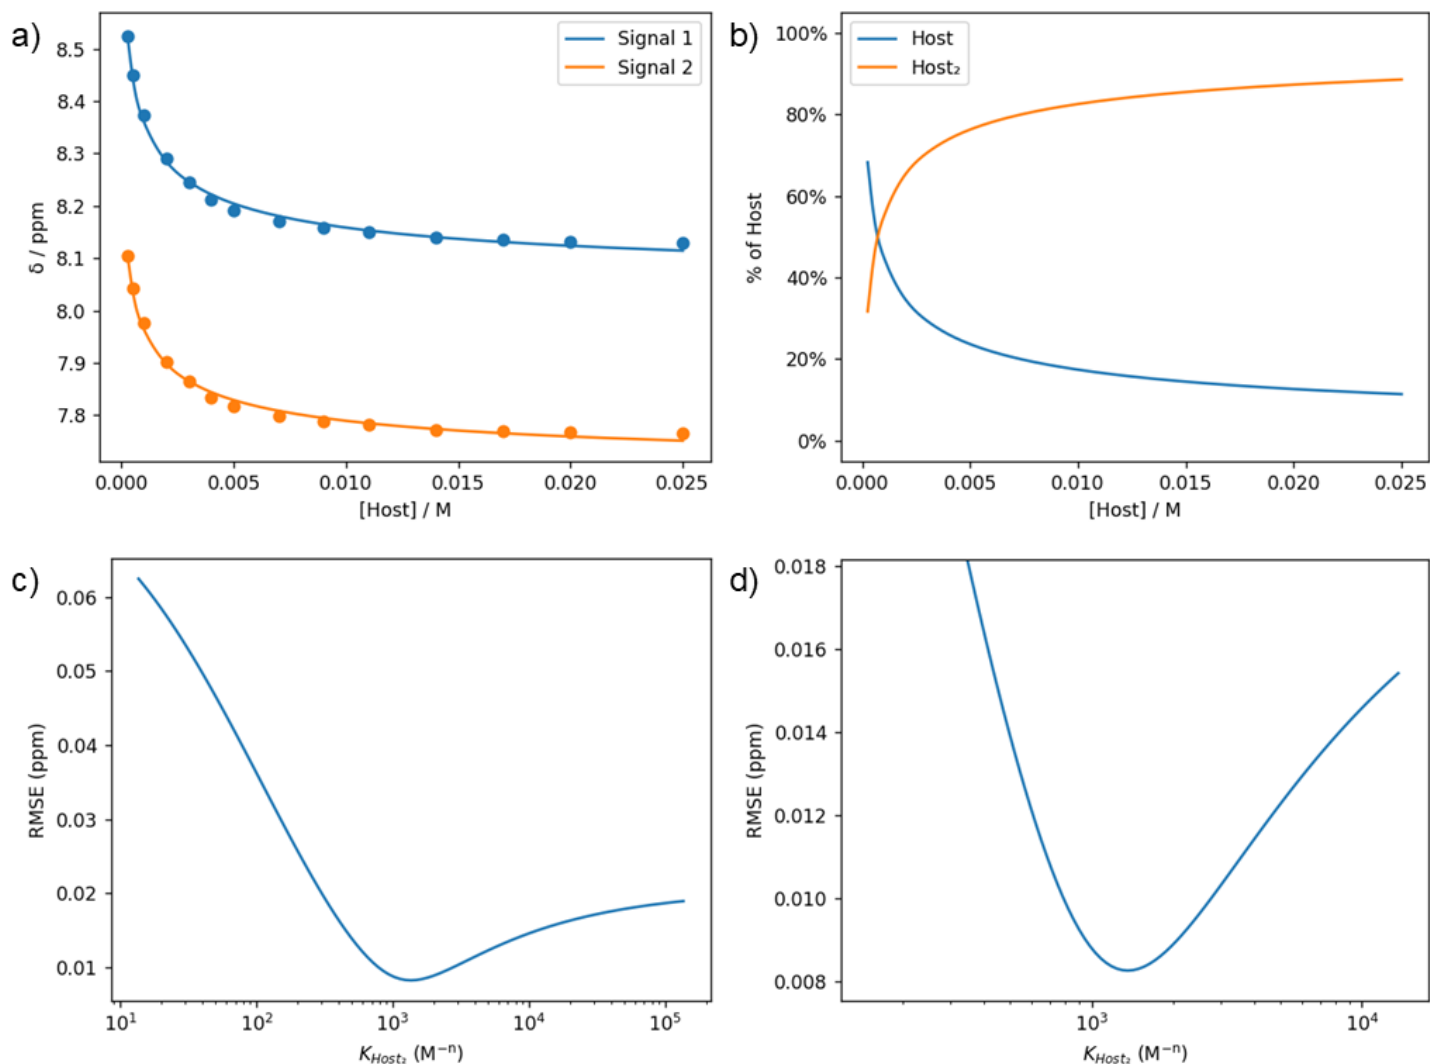 a)
8.5
8.4
8.3
8.2
8.1
8.0
7.9
7.8
δ / ppm
Signal 1
Signal 2
0.000 0.005 0.010 0.015 0.020 0.025
[Host] / M
b)
100%
80%
60%
40%
20%
0%
% of Host
Host
Host₂
0.000 0.005 0.010 0.015 0.020 0.025
[Host] / M
c)
0.06
0.05
0.04
0.03
0.02
0.01
RMSE (ppm)
10¹ 10² 10³ 10⁴ 10⁵
K_Host₂ (M⁻ⁿ)
d)
0.018
0.016
0.014
0.012
0.010
0.008
RMSE (ppm)
10³ 10⁴
K_Host₂ (M⁻ⁿ)